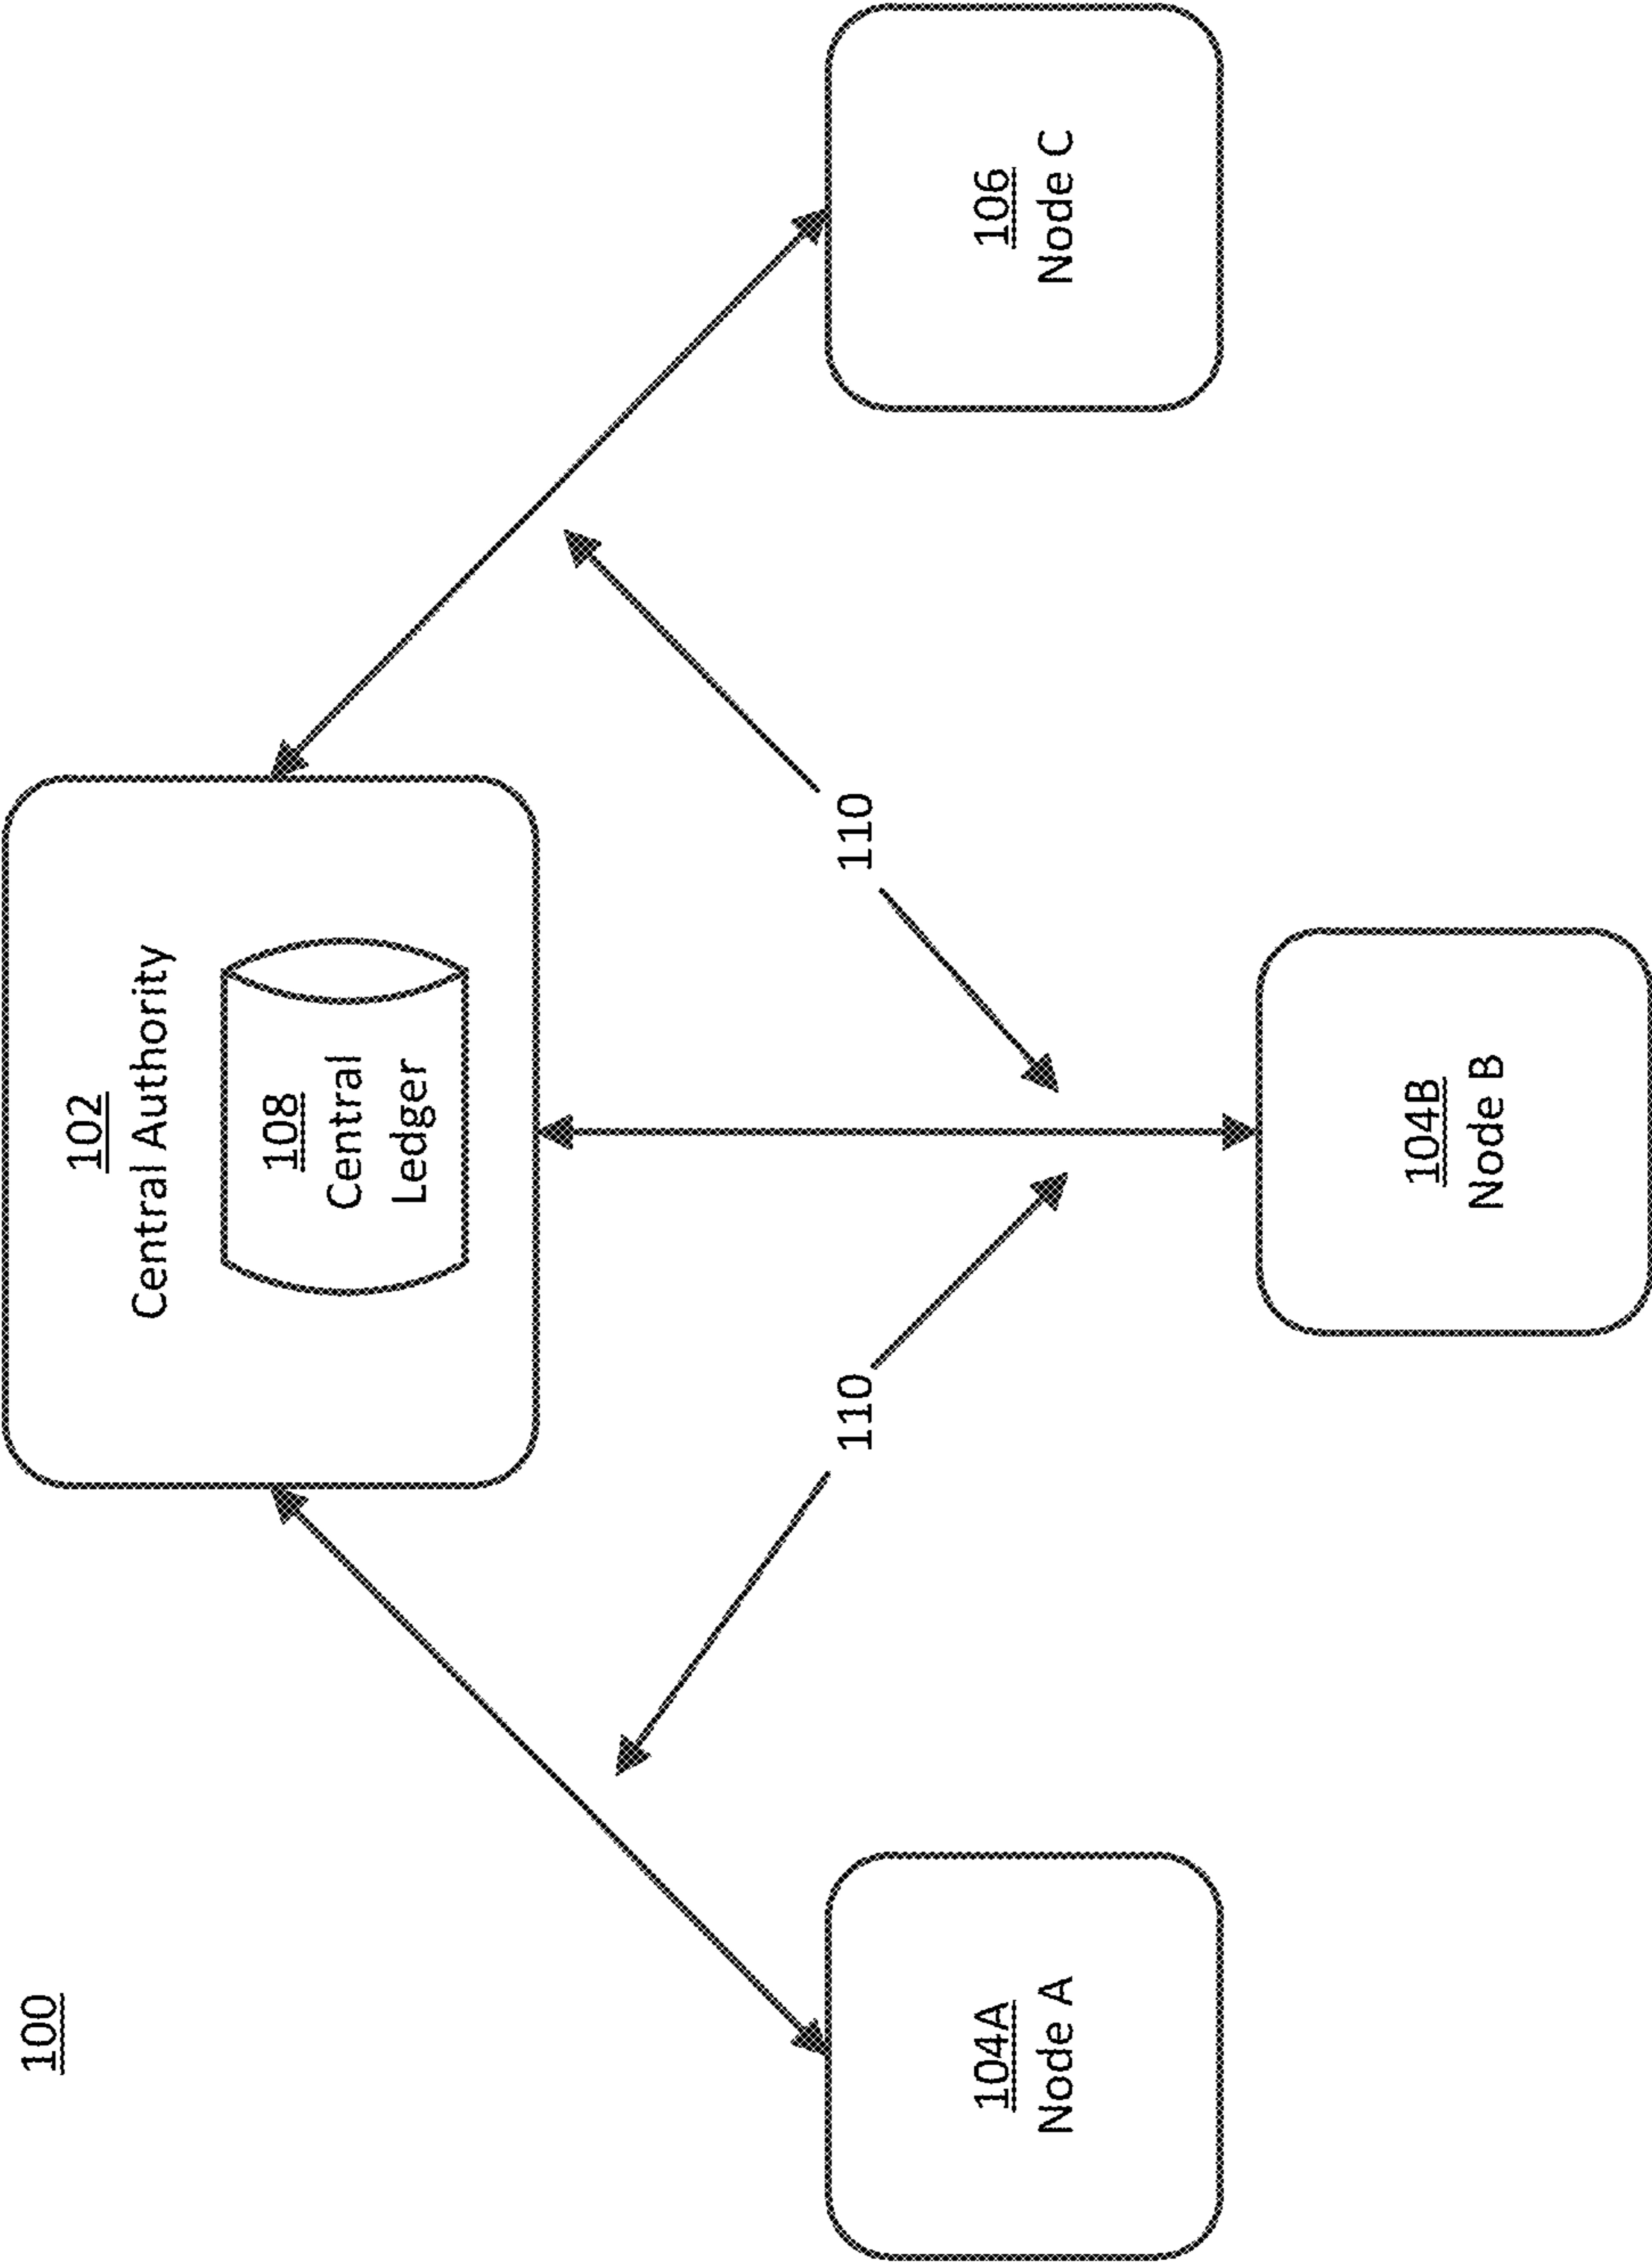 100
102
Central Authority
108
Central
Ledger
110
110
104A
Node A
104B
Node B
106
Node C